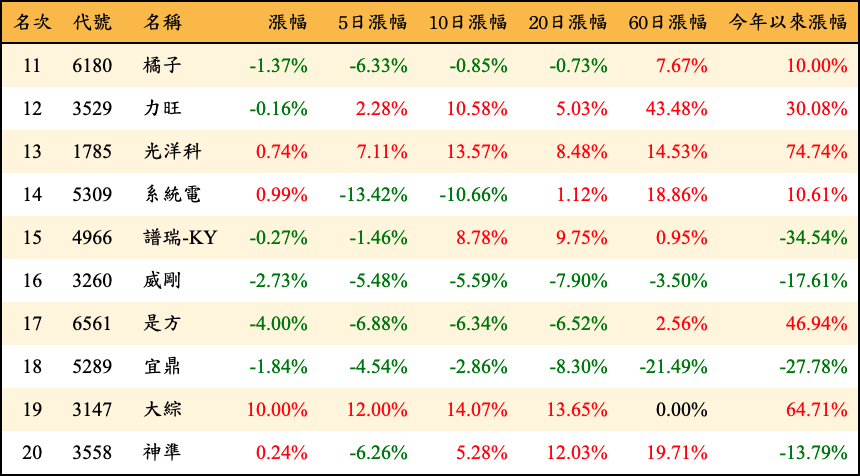 名次 代號 名稱 漲幅 5日漲幅 10日漲幅 20日漲幅 60日漲幅 今年以來漲幅
11 6180 橘子 -1.37% -6.33% -0.85% -0.73% 7.67% 10.00%
12 3529 力旺 -0.16% 2.28% 10.58% 5.03% 43.48% 30.08%
13 1785 光洋科 0.74% 7.11% 13.57% 8.48% 14.53% 74.74%
14 5309 系統電 0.99% -13.42% -10.66% 1.12% 18.86% 10.61%
15 4966 譜瑞-KY -0.27% -1.46% 8.78% 9.75% 0.95% -34.54%
16 3260 威剛 -2.73% -5.48% -5.59% -7.90% -3.50% -17.61%
17 6561 是方 -4.00% -6.88% -6.34% -6.52% 2.56% 46.94%
18 5289 宜鼎 -1.84% -4.54% -2.86% -8.30% -21.49% -27.78%
19 3147 大綜 10.00% 12.00% 14.07% 13.65% 0.00% 64.71%
20 3558 神準 0.24% -6.26% 5.28% 12.03% 19.71% -13.79%